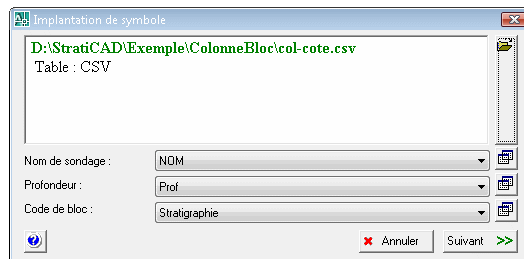 Implantation de symbole
D:\StratiCAD\Exemple\ColonneBloc\col-cote.csv
Table : CSV
Nom de sondage :
NOM
Profondeur :
Prof
Code de bloc :
Stratigraphie
Annuler
Suivant >>